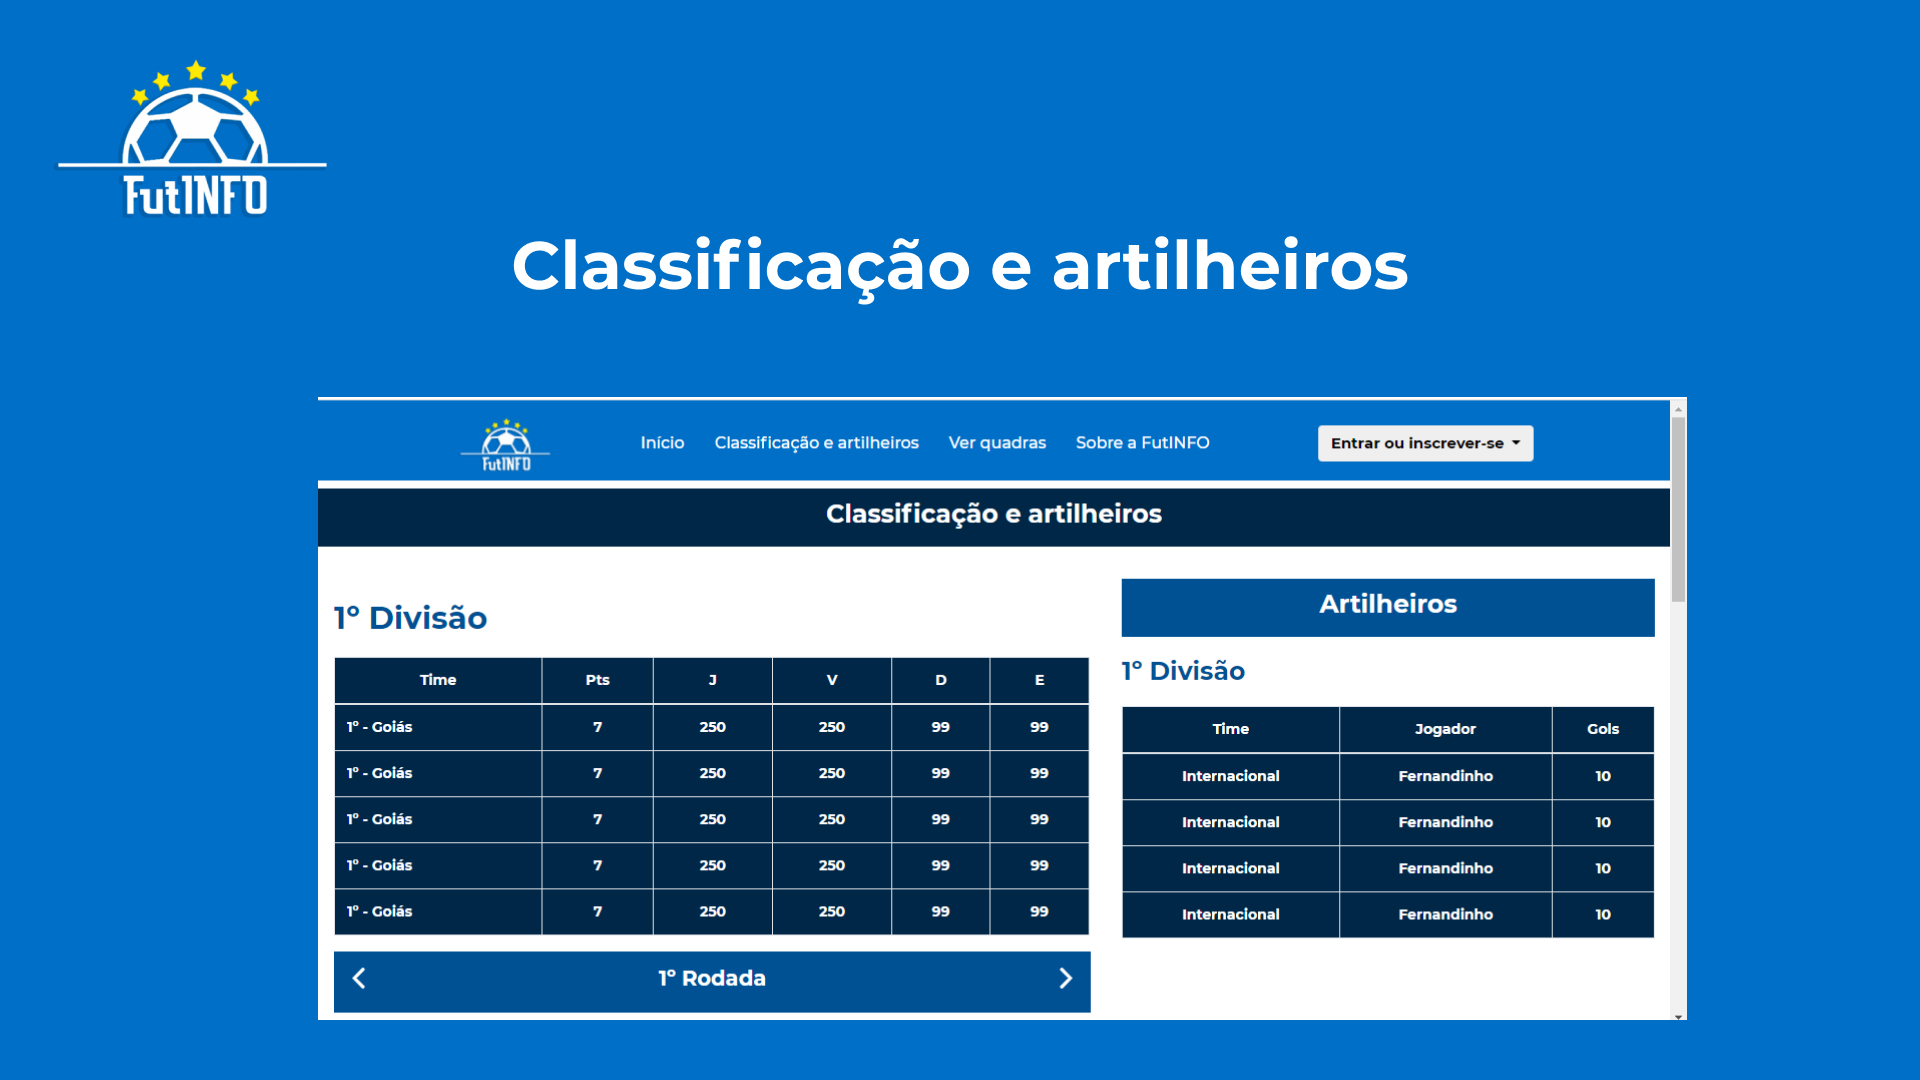 FutINFO
Classificação e artilheiros
FutINFO
Início Classificação e artilheiros Ver quadras Sobre a FutINFO Entrar ou inscrever-se
Classificação e artilheiros
1º Divisão
Time Pts J V D E
1º - Goiás 7 250 250 99 99
1º - Goiás 7 250 250 99 99
1º - Goiás 7 250 250 99 99
1º - Goiás 7 250 250 99 99
1º - Goiás 7 250 250 99 99
1º Rodada
Artilheiros
1º Divisão
Time Jogador Gols
Internacional Fernandinho 10
Internacional Fernandinho 10
Internacional Fernandinho 10
Internacional Fernandinho 10